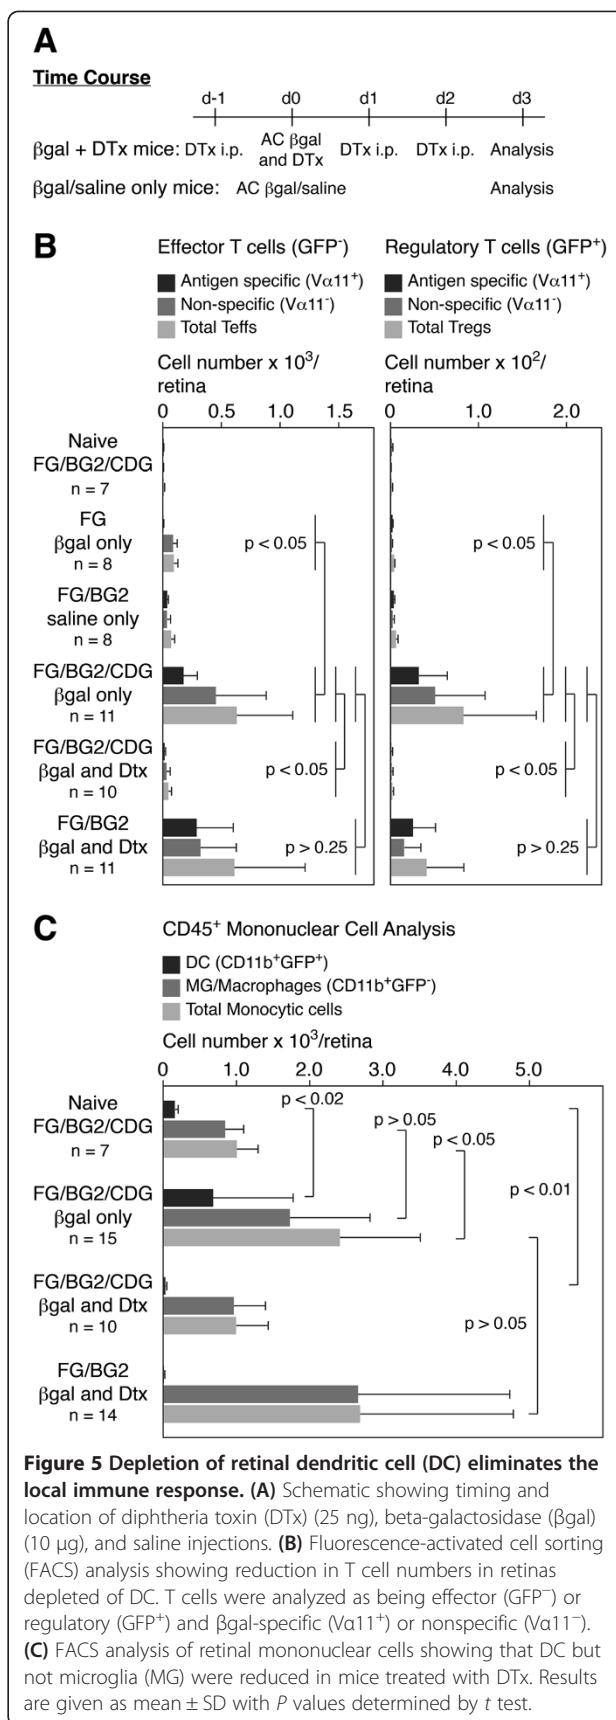 A
Time Course
d-1 d0 d1 d2 d3
βgal + DTx mice: DTx i.p. AC βgal and DTx DTx i.p. DTx i.p. Analysis
βgal/saline only mice: AC βgal/saline Analysis
B
Effector T cells (GFP⁻)
Antigen specific (Vα11⁺)
Non-specific (Vα11⁻)
Total Teffs
Cell number x 10³/
retina
0 0.5 1.0 1.5
Regulatory T cells (GFP⁺)
Antigen specific (Vα11⁺)
Non-specific (Vα11⁻)
Total Tregs
Cell number x 10²/
retina
0 1.0 2.0
Naive
FG/BG2/CDG
n = 7
FG
βgal only
n = 8
FG/BG2
saline only
n = 8
FG/BG2/CDG
βgal only
n = 11
FG/BG2/CDG
βgal and Dtx
n = 10
FG/BG2
βgal and Dtx
n = 11
p < 0.05
p < 0.05
p > 0.25
p < 0.05
p < 0.05
p > 0.25
C
CD45⁺ Mononuclear Cell Analysis
DC (CD11b⁺GFP⁺)
MG/Macrophages (CD11b⁺GFP⁻)
Total Monocytic cells
Cell number x 10³/retina
0 1.0 2.0 3.0 4.0 5.0
Naive
FG/BG2/CDG
n = 7
FG/BG2/CDG
βgal only
n = 15
FG/BG2/CDG
βgal and Dtx
n = 10
FG/BG2
βgal and Dtx
n = 14
p < 0.02
p > 0.05
p < 0.05
p < 0.01
p > 0.05
Figure 5 Depletion of retinal dendritic cell (DC) eliminates the
local immune response. (A) Schematic showing timing and
location of diphtheria toxin (DTx) (25 ng), beta-galactosidase (βgal)
(10 μg), and saline injections. (B) Fluorescence-activated cell sorting
(FACS) analysis showing reduction in T cell numbers in retinas
depleted of DC. T cells were analyzed as being effector (GFP⁻) or
regulatory (GFP⁺) and βgal-specific (Vα11⁺) or nonspecific (Vα11⁻).
(C) FACS analysis of retinal mononuclear cells showing that DC but
not microglia (MG) were reduced in mice treated with DTx. Results
are given as mean ± SD with P values determined by t test.